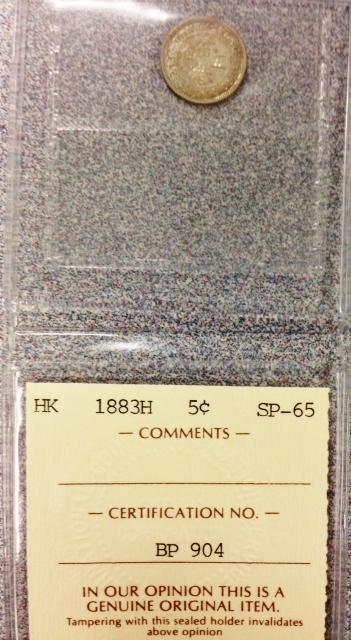 HK 1883H 5¢ SP-65
— COMMENTS —
— CERTIFICATION NO. —
BP 904
IN OUR OPINION THIS IS A
GENUINE ORIGINAL ITEM.
Tampering with this sealed holder invalidates
above opinion